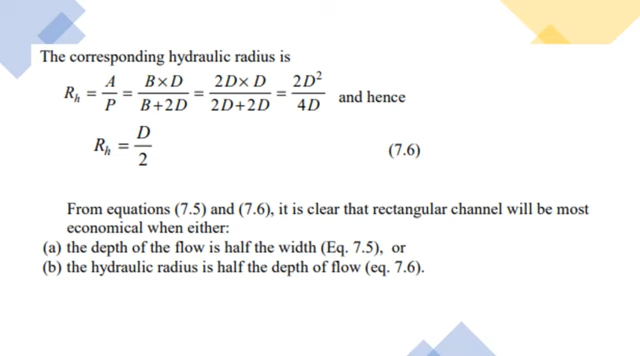 The corresponding hydraulic radius is
R_h = A/P = B×D/B+2D = 2D×D/2D+2D = 2D²/4D and hence
R_h = D/2 (7.6)
From equations (7.5) and (7.6), it is clear that rectangular channel will be most
economical when either:
(a) the depth of the flow is half the width (Eq. 7.5), or
(b) the hydraulic radius is half the depth of flow (eq. 7.6).